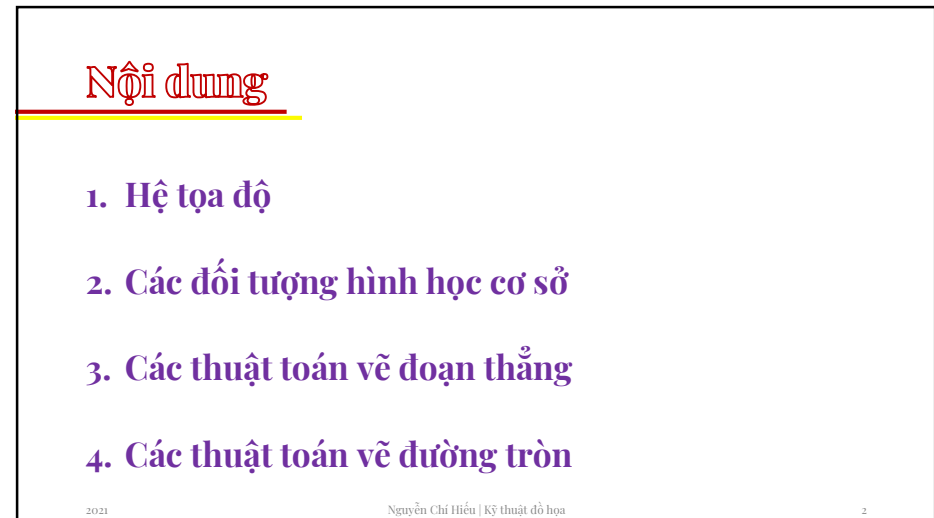 Nội dung
1. Hệ tọa độ
2. Các đối tượng hình học cơ sở
3. Các thuật toán vẽ đoạn thẳng
4. Các thuật toán vẽ đường tròn
2021 Nguyễn Chí Hiếu | Kỹ thuật đồ họa 2